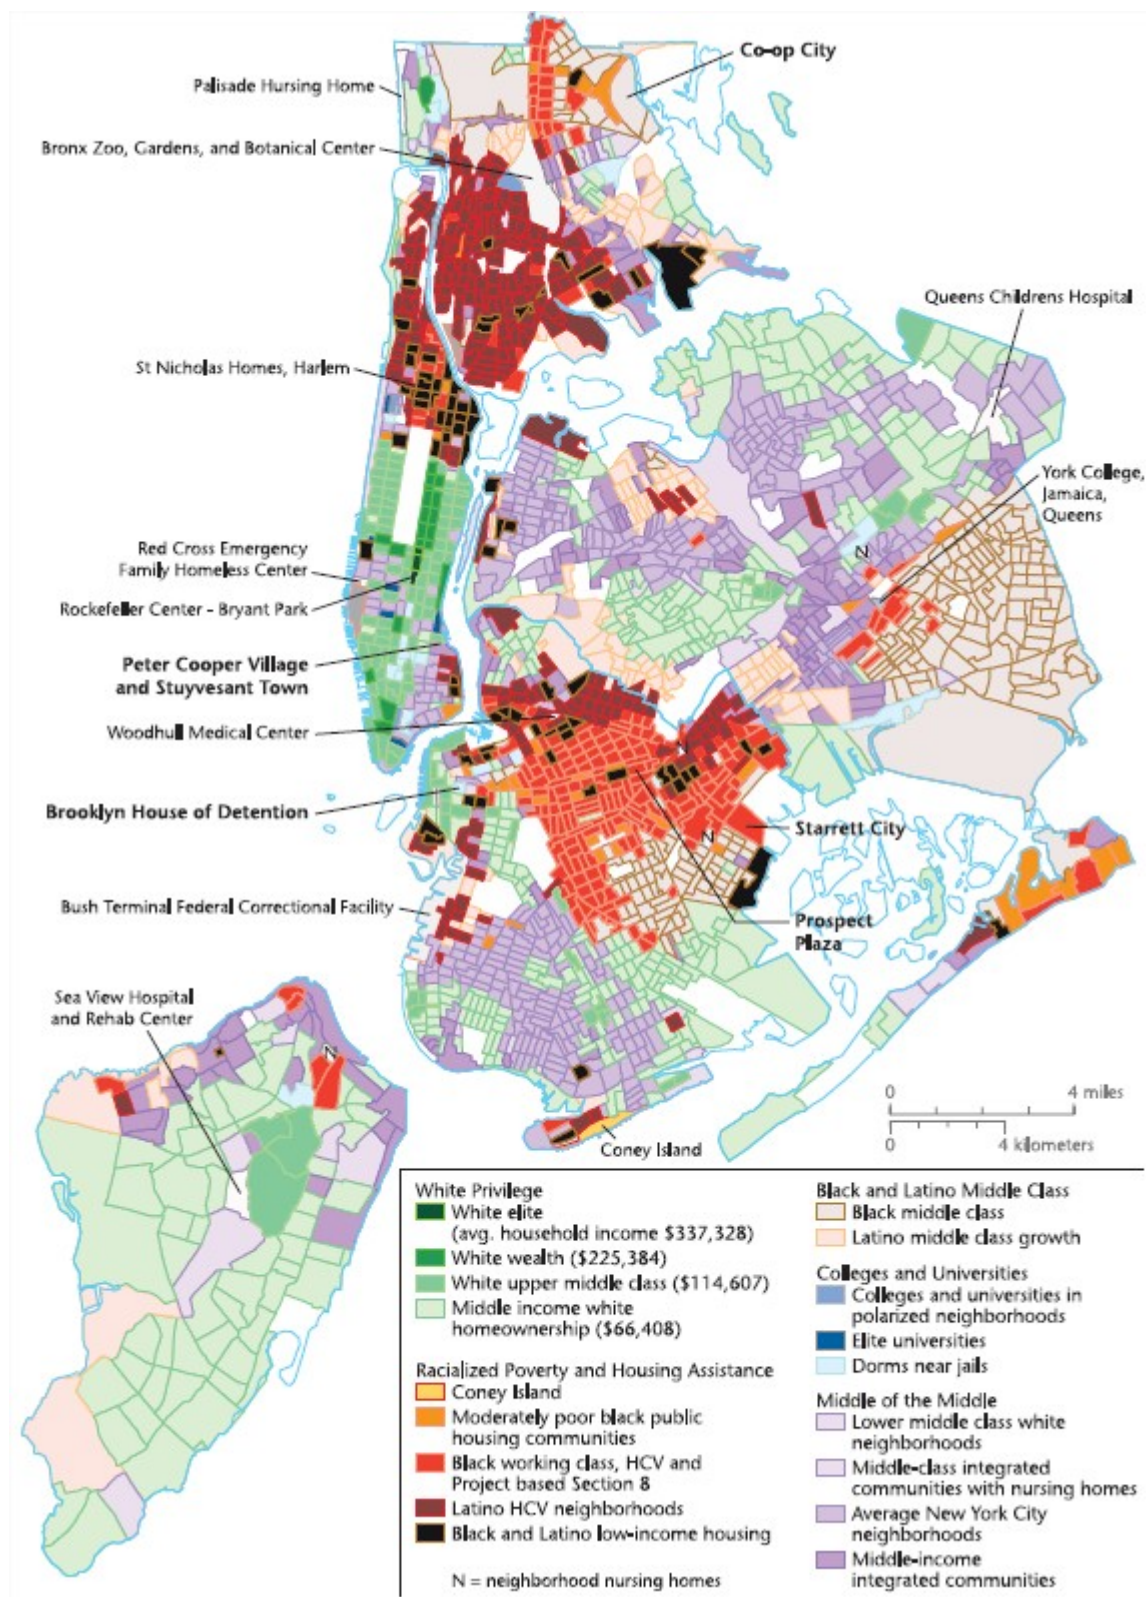 Co-op City
Palisade Hursing Home
Bronx Zoo, Gardens, and Botanical Center
Queens Childrens Hospital
St Nicholas Homes, Harlem
York College,
Jamaica,
Queens
N
Red Cross Emergency
Family Homeless Center
Rockefeller Center - Bryant Park
Peter Cooper Village
and Stuyvesant Town
Woodhull Medical Center
N
Brooklyn House of Detention
Starrett City
N
Bush Terminal Federal Correctional Facility
Prospect
Plaza
Sea View Hospital
and Rehab Center
N
0 4 miles
0 4 kilometers
Coney Island
White Privilege
White elite
(avg. household income $337,328)
White wealth ($225,384)
White upper middle class ($114,607)
Middle income white
homeownership ($66,408)
Racialized Poverty and Housing Assistance
Coney Island
Moderately poor black public
housing communities
Black working class, HCV and
Project based Section 8
Latino HCV neighborhoods
Black and Latino low-income housing
N = neighborhood nursing homes
Black and Latino Middle Class
Black middle class
Latino middle class growth
Colleges and Universities
Colleges and universities in
polarized neighborhoods
Elite universities
Dorms near jails
Middle of the Middle
Lower middle class white
neighborhoods
Middle-class integrated
communities with nursing homes
Average New York City
neighborhoods
Middle-income
integrated communities